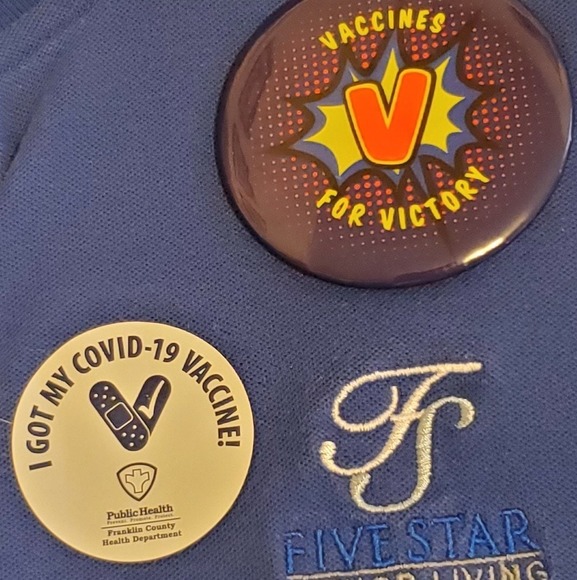 VACCINES
V
FOR VICTORY
I GOT MY COVID-19 VACCINE!
Public Health
Prevent. Promote. Protect.
Franklin County
Health Department
FS
FIVE STAR
LIVING